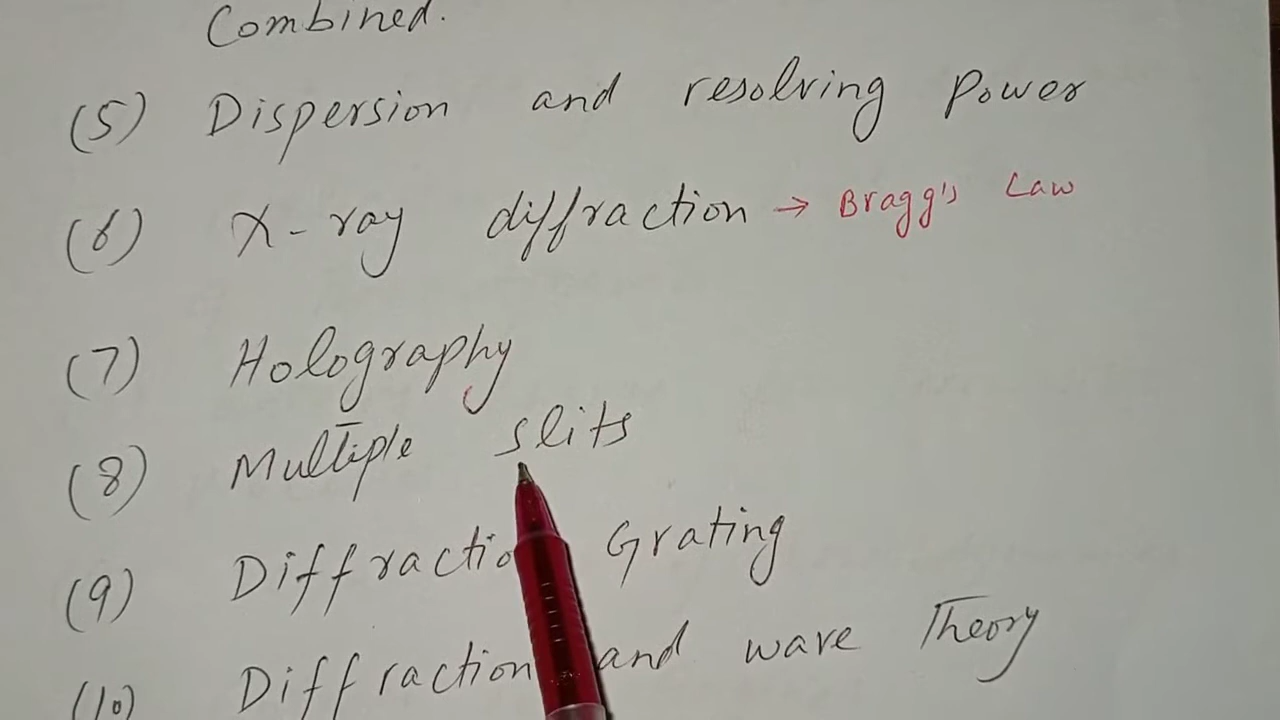 Combined.
(5) Dispersion and resolving Power
(6) X-ray diffraction → Bragg's Law
(7) Holography
(8) Multiple slits
(9) Diffractio Grating
(10) Diffraction and wave Theory